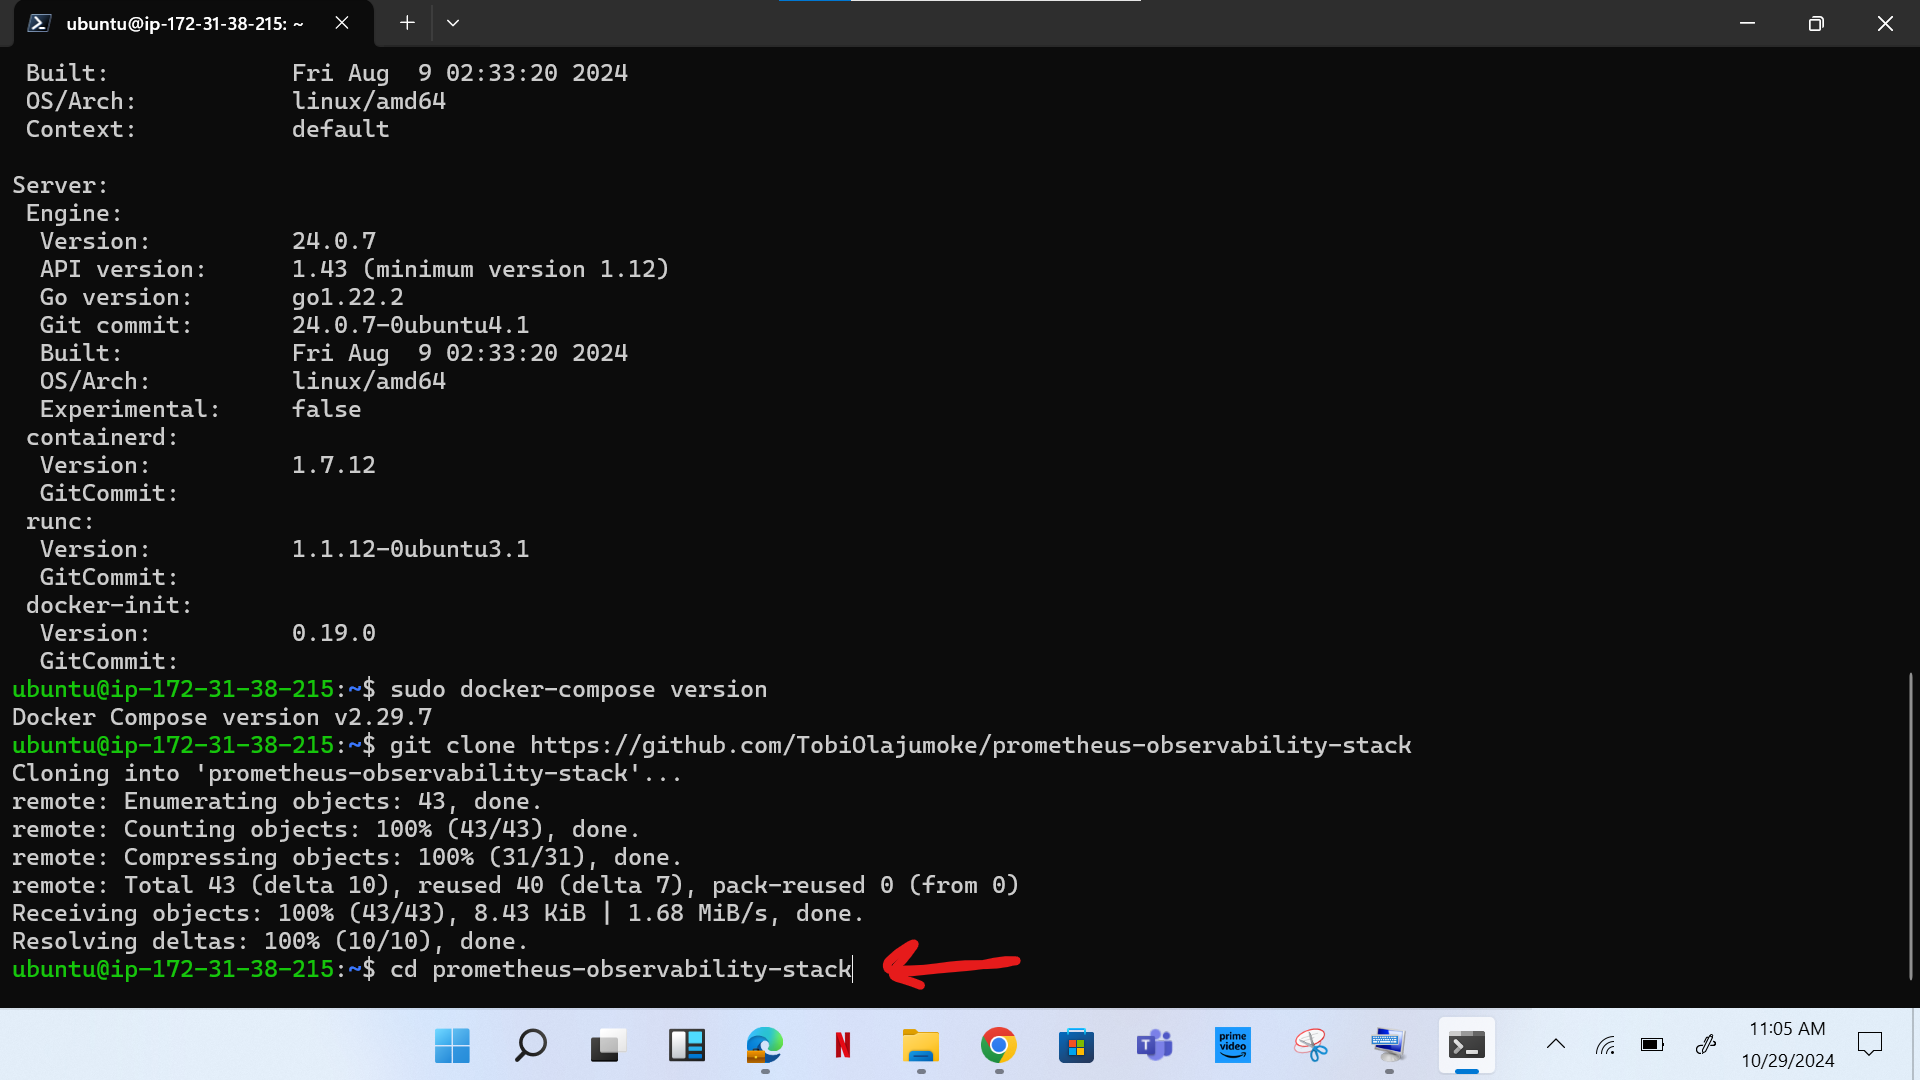 ubuntu@ip-172-31-38-215: ~
Built: Fri Aug  9 02:33:20 2024
OS/Arch: linux/amd64
Context: default
Server:
Engine:
Version: 24.0.7
API version: 1.43 (minimum version 1.12)
Go version: go1.22.2
Git commit: 24.0.7-0ubuntu4.1
Built: Fri Aug  9 02:33:20 2024
OS/Arch: linux/amd64
Experimental: false
containerd:
Version: 1.7.12
GitCommit:
runc:
Version: 1.1.12-0ubuntu3.1
GitCommit:
docker-init:
Version: 0.19.0
GitCommit:
ubuntu@ip-172-31-38-215:~$ sudo docker-compose version
Docker Compose version v2.29.7
ubuntu@ip-172-31-38-215:~$ git clone https://github.com/TobiOlajumoke/prometheus-observability-stack
Cloning into 'prometheus-observability-stack'...
remote: Enumerating objects: 43, done.
remote: Counting objects: 100% (43/43), done.
remote: Compressing objects: 100% (31/31), done.
remote: Total 43 (delta 10), reused 40 (delta 7), pack-reused 0 (from 0)
Receiving objects: 100% (43/43), 8.43 KiB | 1.68 MiB/s, done.
Resolving deltas: 100% (10/10), done.
ubuntu@ip-172-31-38-215:~$ cd prometheus-observability-stack
N
T
prime
video
11:05 AM
10/29/2024